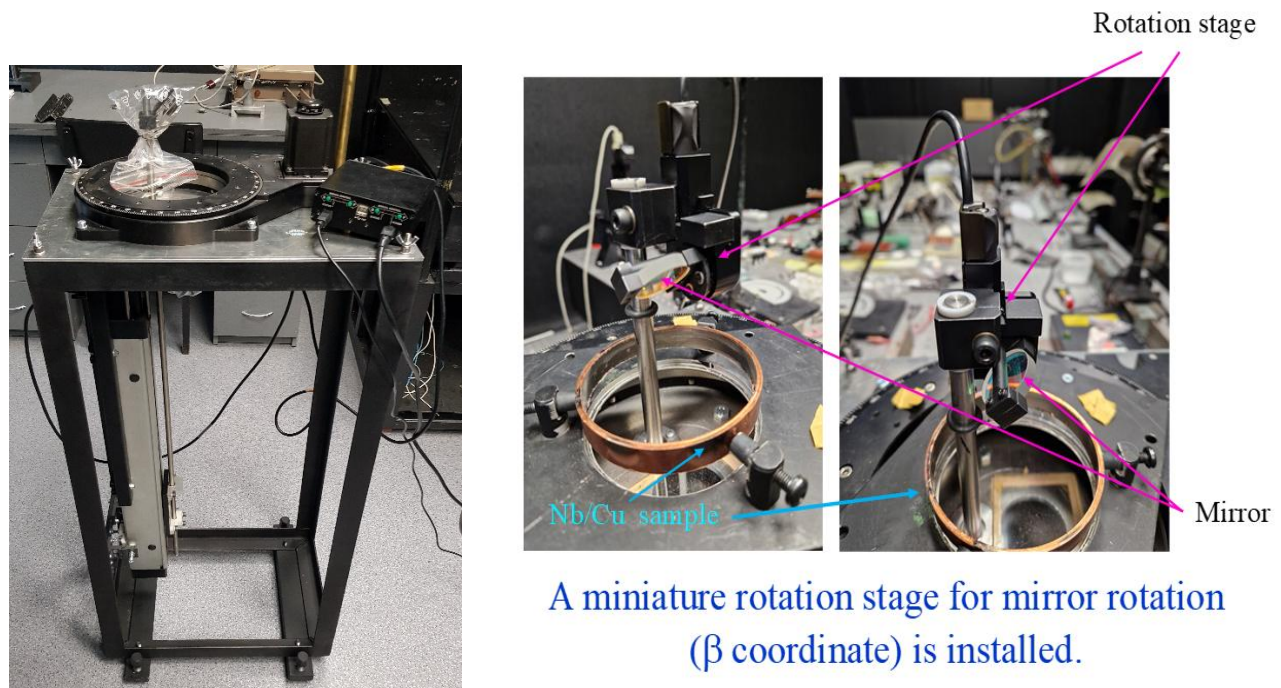 Rotation stage
Nb/Cu sample
Mirror
A miniature rotation stage for mirror rotation
(β coordinate) is installed.